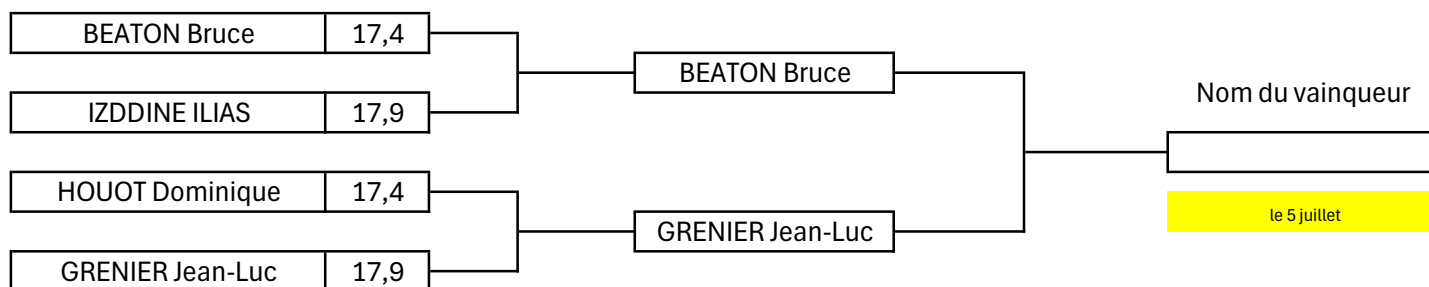 BEATON Bruce 17,4
IZDDINE ILIAS 17,9
HOUOT Dominique 17,4
GRENIER Jean-Luc 17,9
BEATON Bruce
GRENIER Jean-Luc
Nom du vainqueur
le 5 juillet